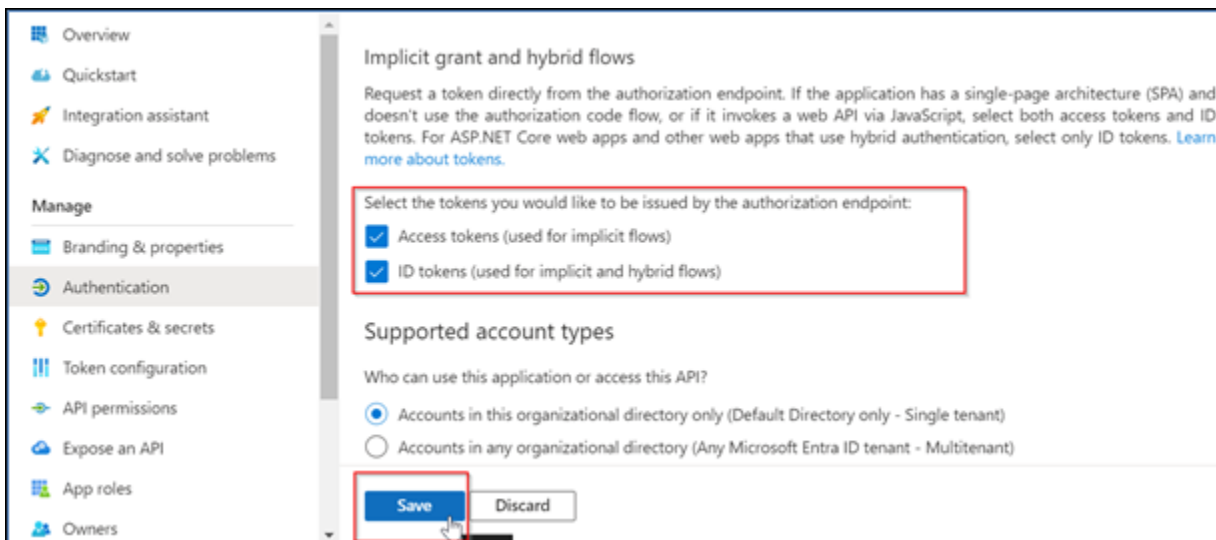 Overview
Quickstart
Integration assistant
Diagnose and solve problems
Manage
Branding & properties
Authentication
Certificates & secrets
Token configuration
API permissions
Expose an API
App roles
Owners
Implicit grant and hybrid flows
Request a token directly from the authorization endpoint. If the application has a single-page architecture (SPA) and
doesn't use the authorization code flow, or if it invokes a web API via JavaScript, select both access tokens and ID
tokens. For ASP.NET Core web apps and other web apps that use hybrid authentication, select only ID tokens. Learn
more about tokens.
Select the tokens you would like to be issued by the authorization endpoint:
Access tokens (used for implicit flows)
ID tokens (used for implicit and hybrid flows)
Supported account types
Who can use this application or access this API?
Accounts in this organizational directory only (Default Directory only - Single tenant)
Accounts in any organizational directory (Any Microsoft Entra ID tenant - Multitenant)
Save Discard